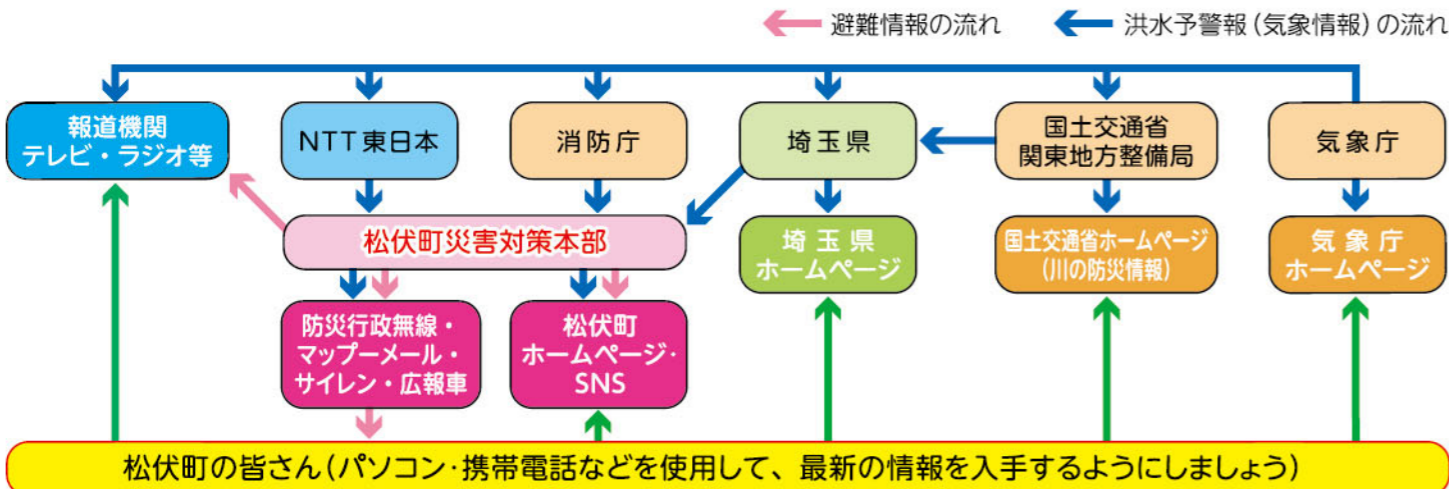 避難情報の流れ
洪水予警報(気象情報)の流れ
報道機関
テレビ・ラジオ等
NTT東日本
消防庁
埼玉県
国土交通省
関東地方整備局
気象庁
松伏町災害対策本部
埼玉県
ホームページ
国土交通省ホームページ
(川の防災情報)
気象庁
ホームページ
防災行政無線・
マップーメール・
サイレン・広報車
松伏町
ホームページ・
SNS
松伏町の皆さん(パソコン・携帯電話などを使用して、最新の情報を入手するようにしましょう)